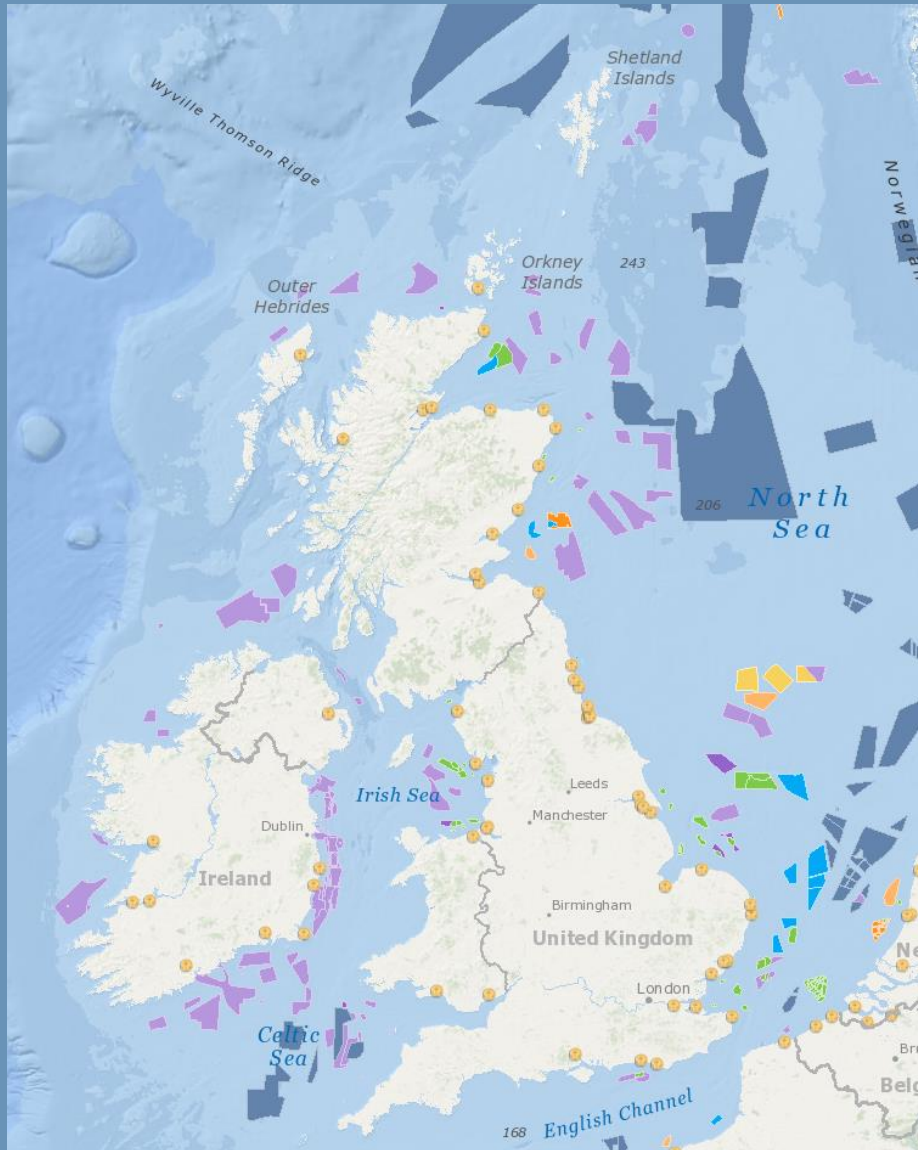 Shetland
Islands
Wyville Thomson Ridge
Orkney
Islands
243
Outer
Hebrides
North
Sea
206
Leeds
Irish Sea
Manchester
Dublin
Ireland
Birmingham
United Kingdom
London
Celtic
Sea
English Channel
168